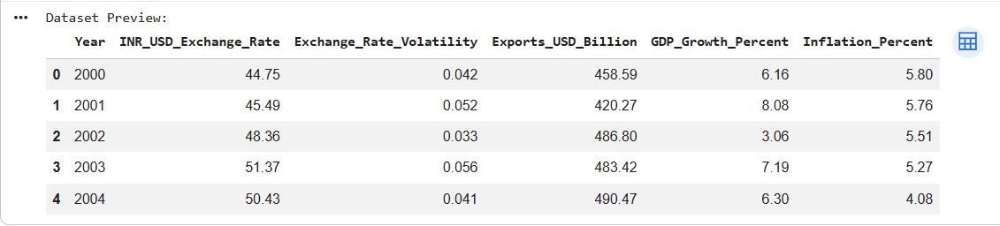 Dataset Preview:
Year INR_USD_Exchange_Rate Exchange_Rate_Volatility Exports_USD_Billion GDP_Growth_Percent Inflation_Percent
0 2000 44.75 0.042 458.59 6.16 5.80
1 2001 45.49 0.052 420.27 8.08 5.76
2 2002 48.36 0.033 486.80 3.06 5.51
3 2003 51.37 0.056 483.42 7.19 5.27
4 2004 50.43 0.041 490.47 6.30 4.08